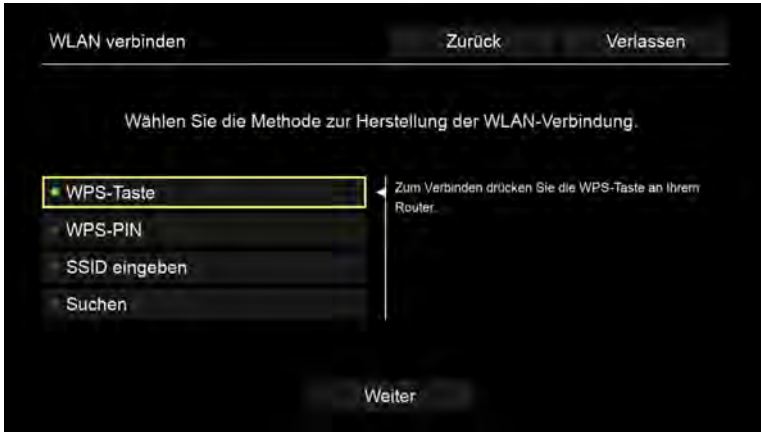 WLAN verbinden Zurück Verlassen
Wählen Sie die Methode zur Herstellung der WLAN-Verbindung.
WPS-Taste
WPS-PIN
SSID eingeben
Suchen
Zum Verbinden drücken Sie die WPS-Taste an Ihrem
Router.
Weiter